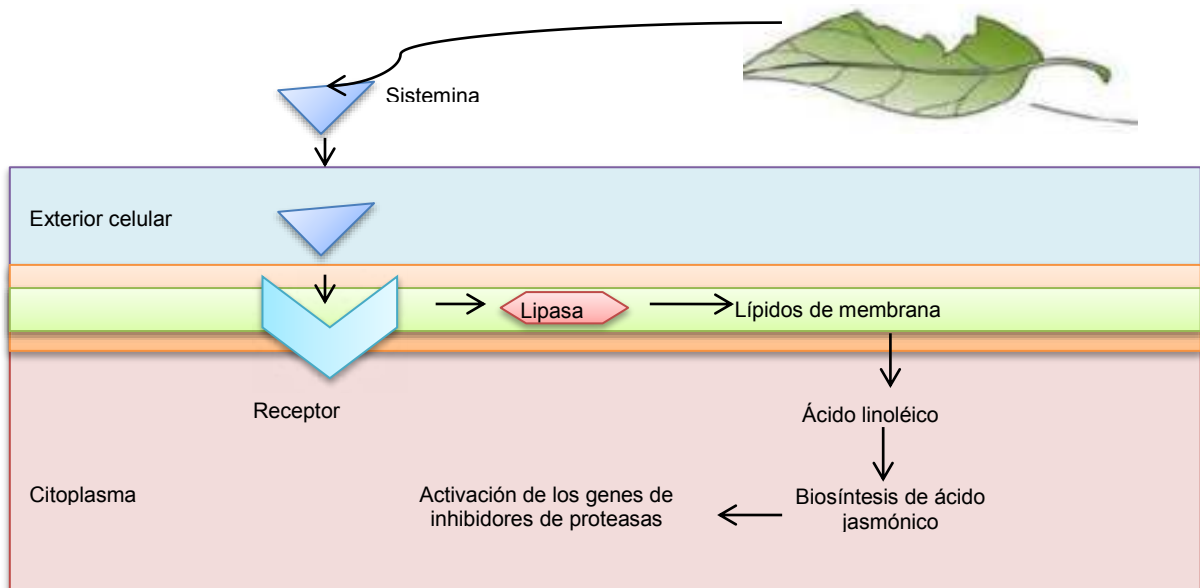 Sistemina
Exterior celular
Lipasa
Lípidos de membrana
Receptor
Ácido linoléico
Citoplasma
Activación de los genes de
inhibidores de proteasas
Biosíntesis de ácido
jasmónico